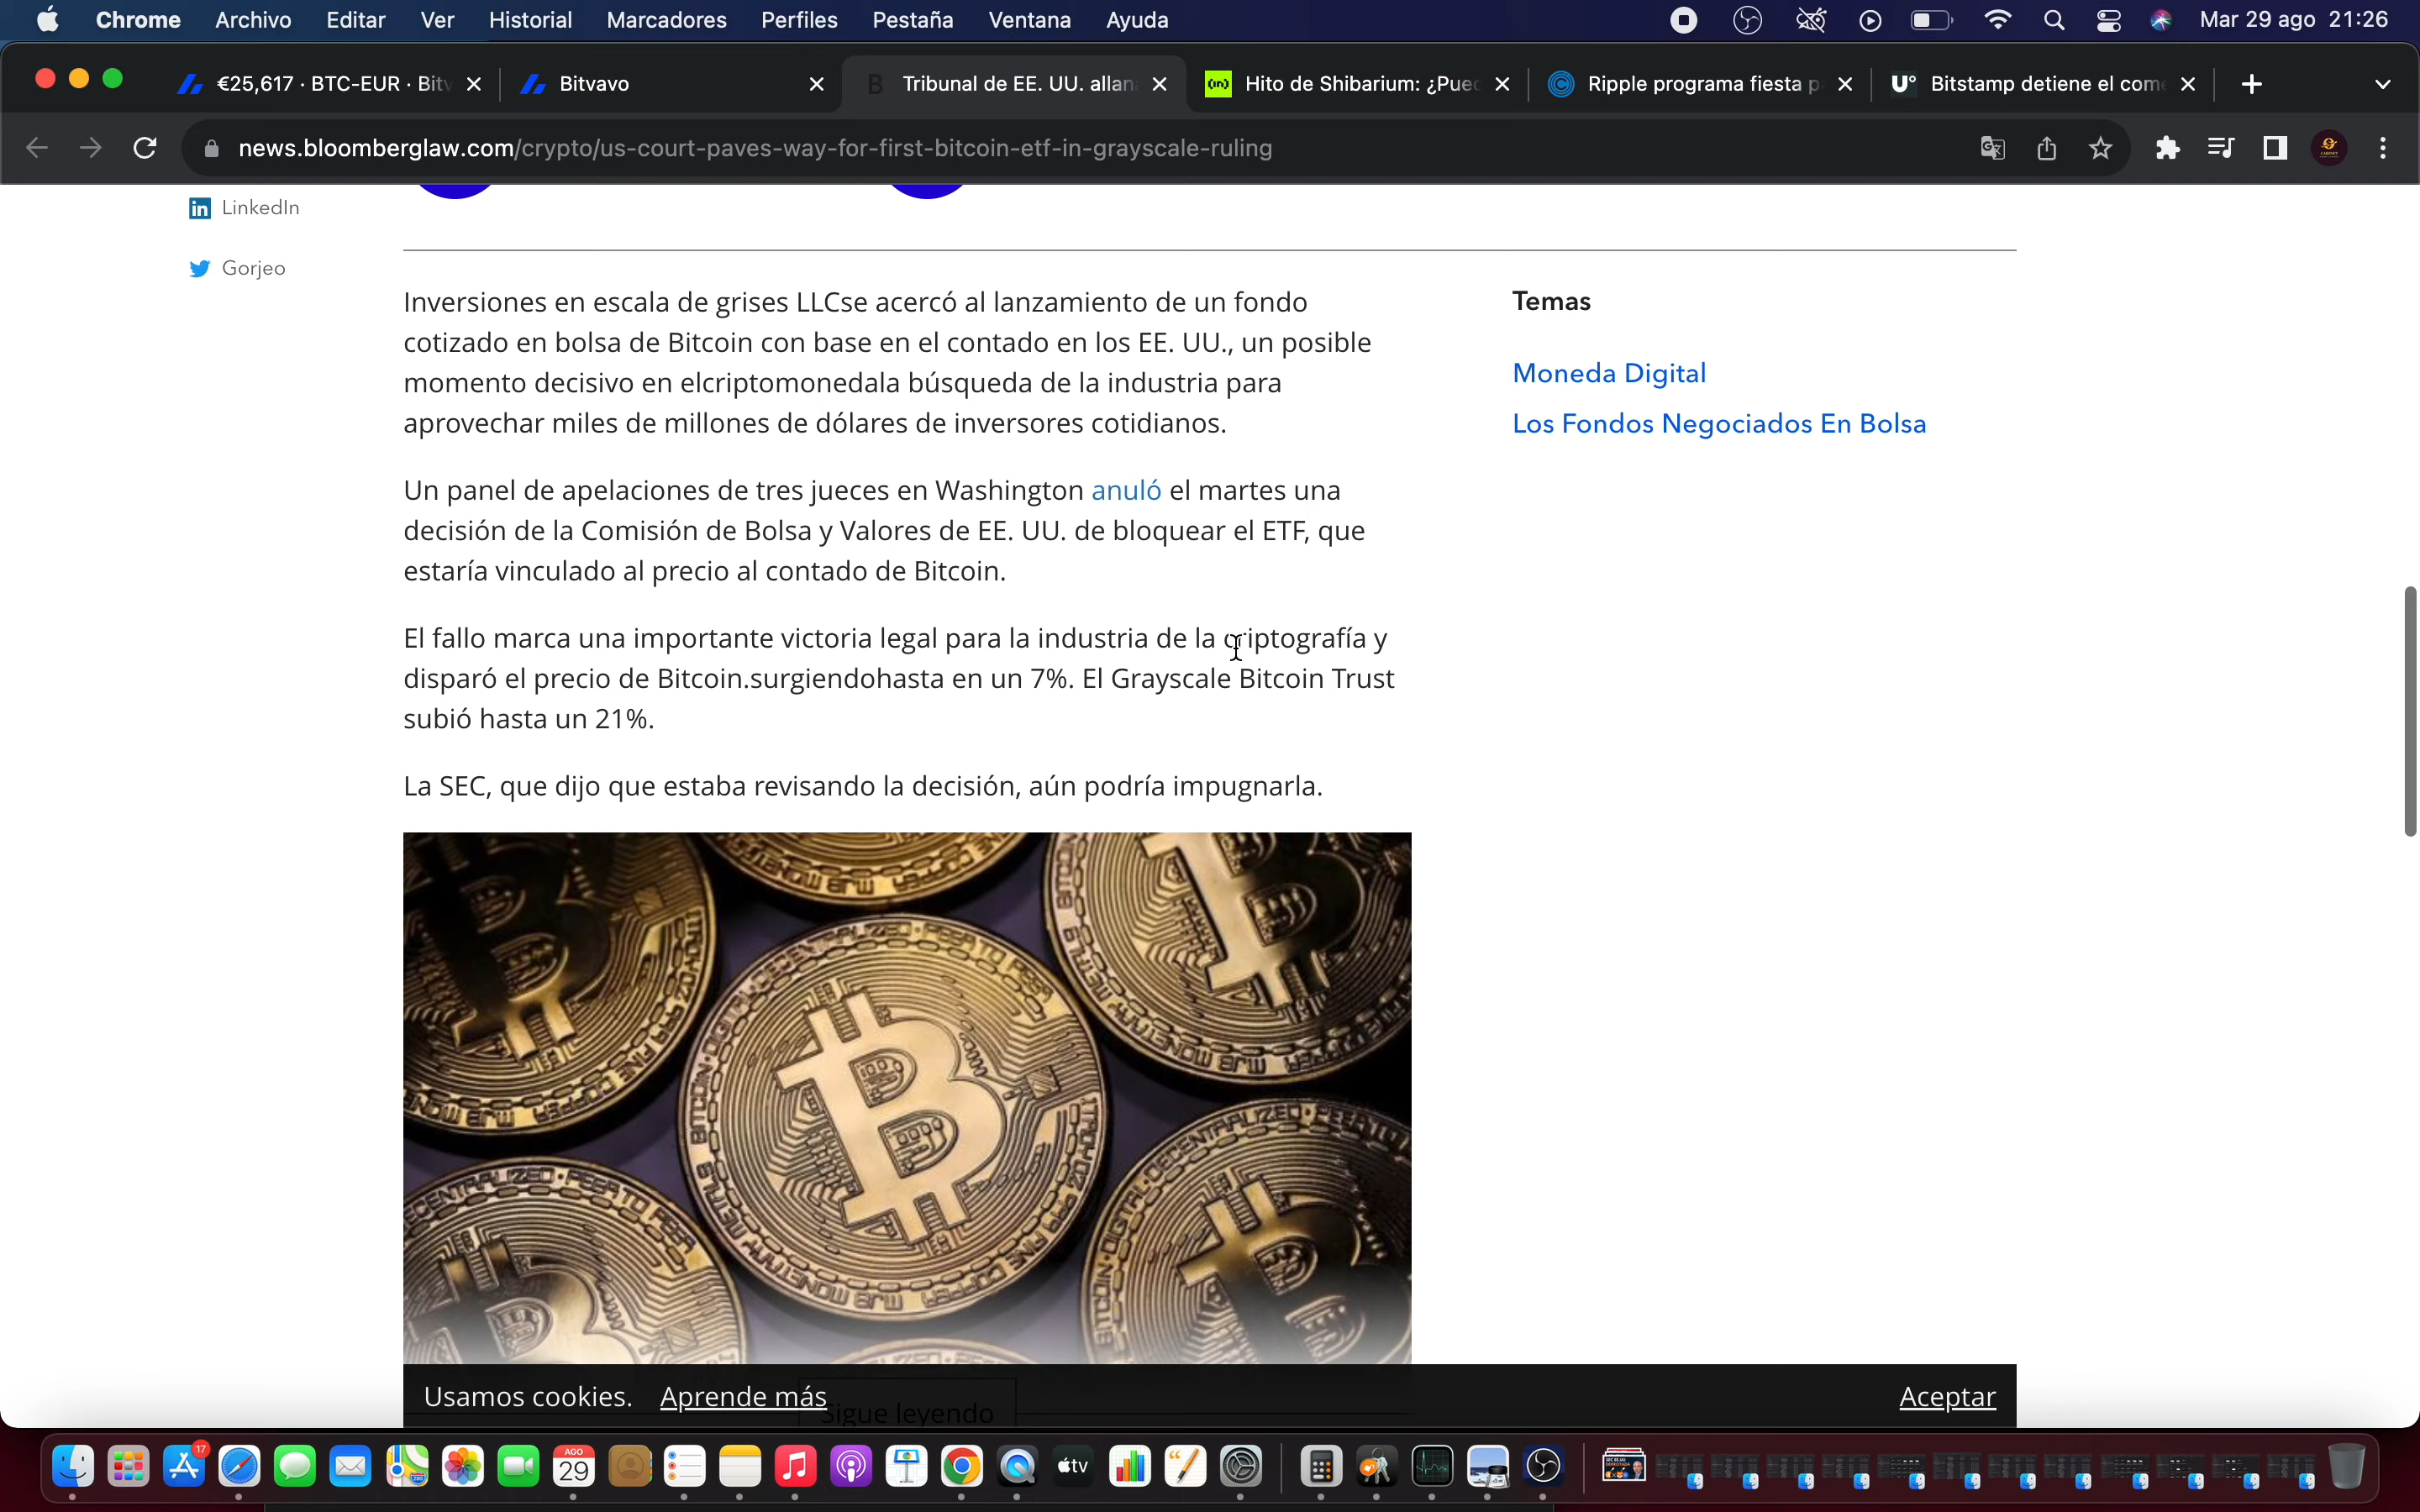 Chrome Archivo Editar Ver Historial Marcadores Perfiles Pestaña Ventana Ayuda Mar 29 ago 21:26
€25,617 · BTC-EUR · Bitv Bitvavo Tribunal de EE. UU. allan Hito de Shibarium: ¿Pued Ripple programa fiesta p U° Bitstamp detiene el com
news.bloomberglaw.com/crypto/us-court-paves-way-for-first-bitcoin-etf-in-grayscale-ruling
LinkedIn
Gorjeo
Inversiones en escala de grises LLCse acercó al lanzamiento de un fondo
cotizado en bolsa de Bitcoin con base en el contado en los EE. UU., un posible
momento decisivo en elcriptomonedala búsqueda de la industria para
aprovechar miles de millones de dólares de inversores cotidianos.
Un panel de apelaciones de tres jueces en Washington anuló el martes una
decisión de la Comisión de Bolsa y Valores de EE. UU. de bloquear el ETF, que
estaría vinculado al precio al contado de Bitcoin.
El fallo marca una importante victoria legal para la industria de la criptografía y
disparó el precio de Bitcoin.surgiendohasta en un 7%. El Grayscale Bitcoin Trust
subió hasta un 21%.
La SEC, que dijo que estaba revisando la decisión, aún podría impugnarla.
Temas
Moneda Digital
Los Fondos Negociados En Bolsa
Usamos cookies. Aprende más Aceptar
Sigue leyendo
17
AGO
29
tv